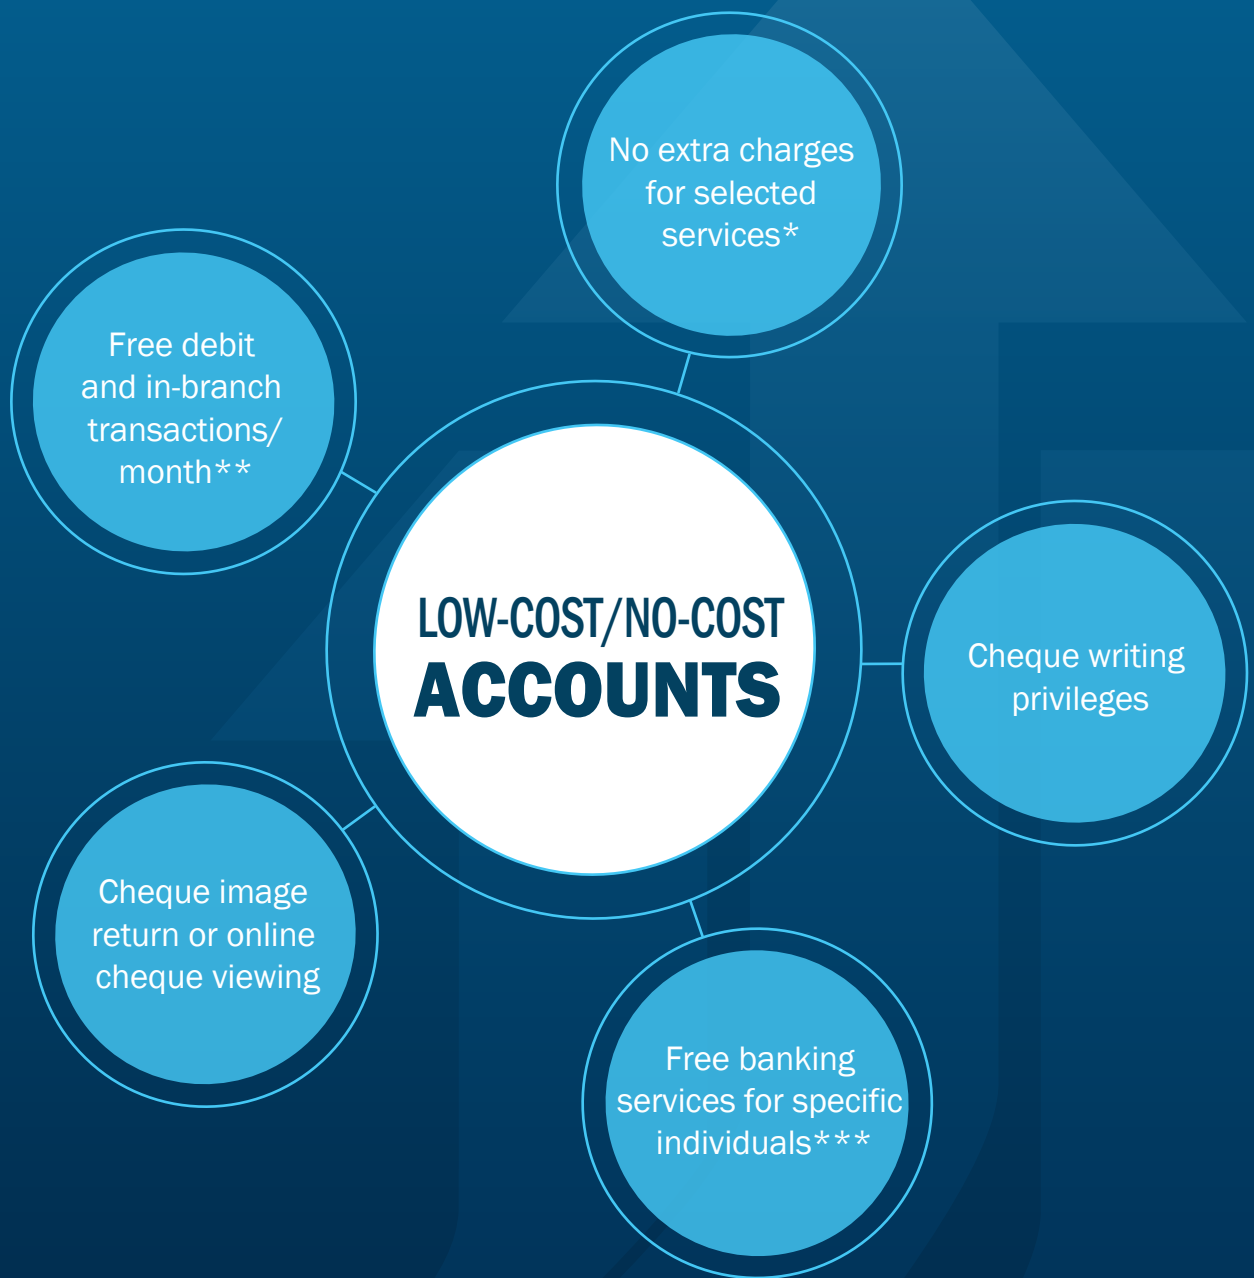 No extra charges
for selected
services*
Free debit
and in-branch
transactions/
month**
LOW-COST/NO-COST
ACCOUNTS
Cheque writing
privileges
Cheque image
return or online
cheque viewing
Free banking
services for specific
individuals***